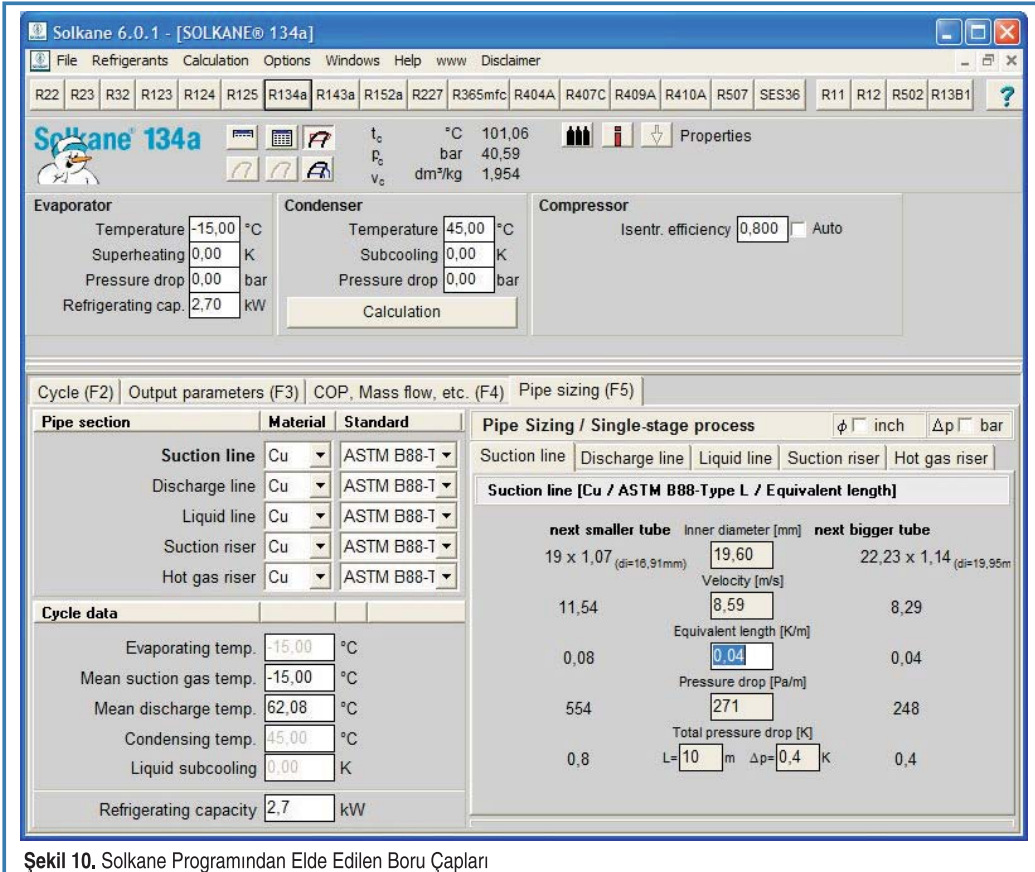 Solkane 6.0.1 - [SOLKANE® 134a]
File Refrigerants Calculation Options Windows Help www Disclaimer
R22 R23 R32 R123 R124 R125 R134a R143a R152a R227 R365mfc R404A R407C R409A R410A R507 SES36 R11 R12 R502 R13B1 ?
Solkane® 134a
tc °C 101,06
pc bar 40,59
vc dm³/kg 1,954
Properties
Evaporator
Temperature -15,00 °C
Superheating 0,00 K
Pressure drop 0,00 bar
Refrigerating cap. 2,70 kW
Condenser
Temperature 45,00 °C
Subcooling 0,00 K
Pressure drop 0,00 bar
Calculation
Compressor
Isentr. efficiency 0,800 Auto
Cycle (F2) Output parameters (F3) COP, Mass flow, etc. (F4) Pipe sizing (F5)
Pipe section Material Standard
Suction line Cu ASTM B88-T
Discharge line Cu ASTM B88-T
Liquid line Cu ASTM B88-T
Suction riser Cu ASTM B88-T
Hot gas riser Cu ASTM B88-T
Cycle data
Evaporating temp. -15,00 °C
Mean suction gas temp. -15,00 °C
Mean discharge temp. 62,08 °C
Condensing temp. 45,00 °C
Liquid subcooling 0,00 K
Refrigerating capacity 2,7 kW
Pipe Sizing / Single-stage process ϕ inch Δp bar
Suction line Discharge line Liquid line Suction riser Hot gas riser
Suction line [Cu / ASTM B88-Type L / Equivalent length]
next smaller tube Inner diameter [mm] next bigger tube
19 x 1,07 (di=16,91mm) 19,60 22,23 x 1,14 (di=19,95m
Velocity [m/s]
11,54 8,59 8,29
Equivalent length [K/m]
0,08 0,04 0,04
Pressure drop [Pa/m]
554 271 248
Total pressure drop [K]
0,8 L= 10 m Δp= 0,4 K 0,4
Şekil 10. Solkane Programından Elde Edilen Boru Çapları